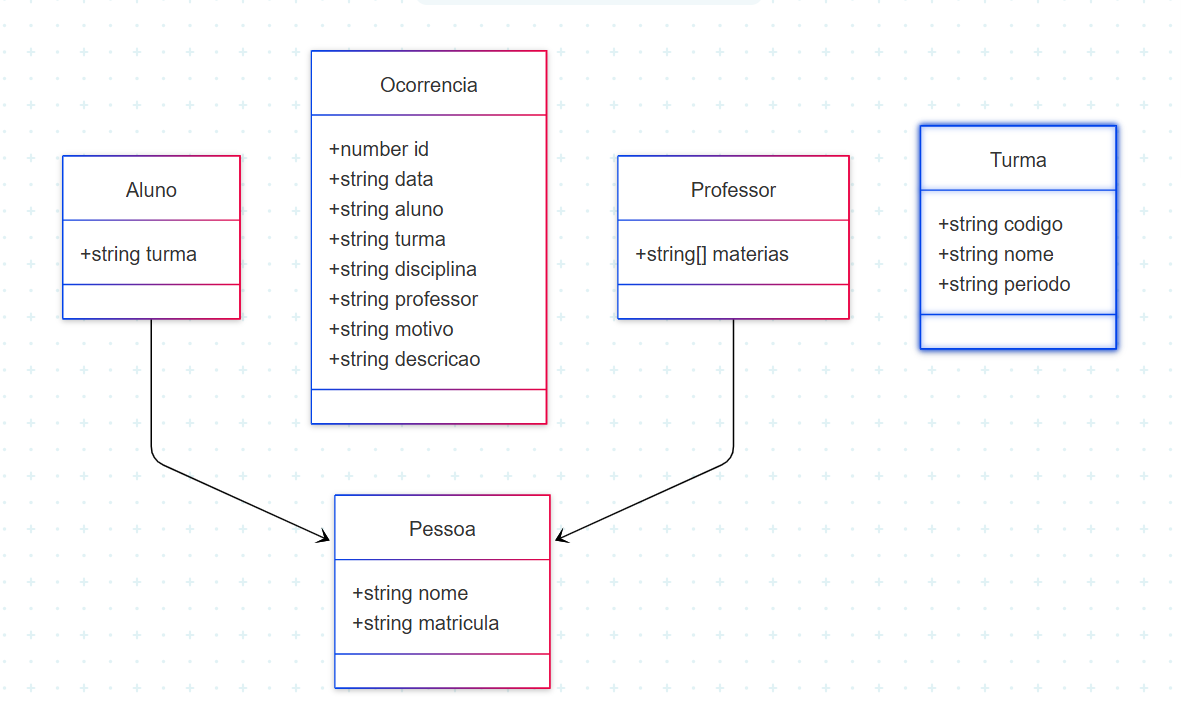 Ocorrencia
+number id
+string data
+string aluno
+string turma
+string disciplina
+string professor
+string motivo
+string descricao
Aluno
+string turma
Professor
+string[] materias
Turma
+string codigo
+string nome
+string periodo
Pessoa
+string nome
+string matricula